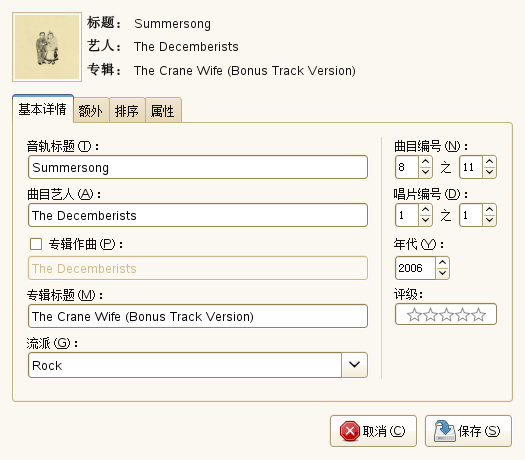 标题： Summersong
艺人： The Decemberists
专辑： The Crane Wife (Bonus Track Version)
基本详情 额外 排序 属性
音轨标题(T)：
Summersong
曲目艺人(A)：
The Decemberists
专辑作曲(P)：
The Decemberists
专辑标题(M)：
The Crane Wife (Bonus Track Version)
流派(G)：
Rock
曲目编号(N)：
8 之 11
唱片编号(D)：
1 之 1
年代(Y)：
2006
评级:
取消(C) 保存(S)